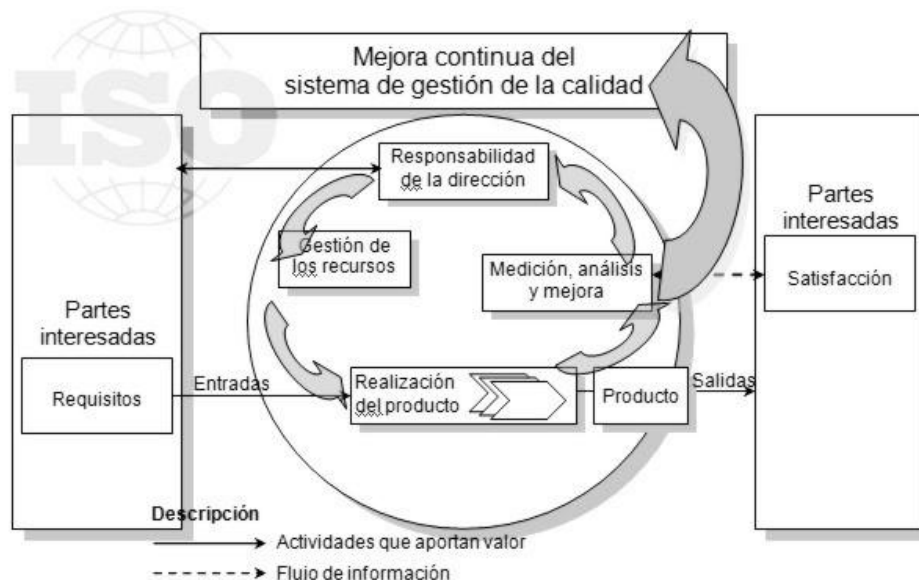 ISO
Mejora continua del
sistema de gestión de la calidad
Responsabilidad
de la dirección
Gestión de
los recursos
Medición, análisis
y mejora
Partes
interesadas
Satisfacción
Partes
interesadas
Requisitos
Entradas
Realización
del producto
Producto
Salidas
Descripción
Actividades que aportan valor
Flujo de información